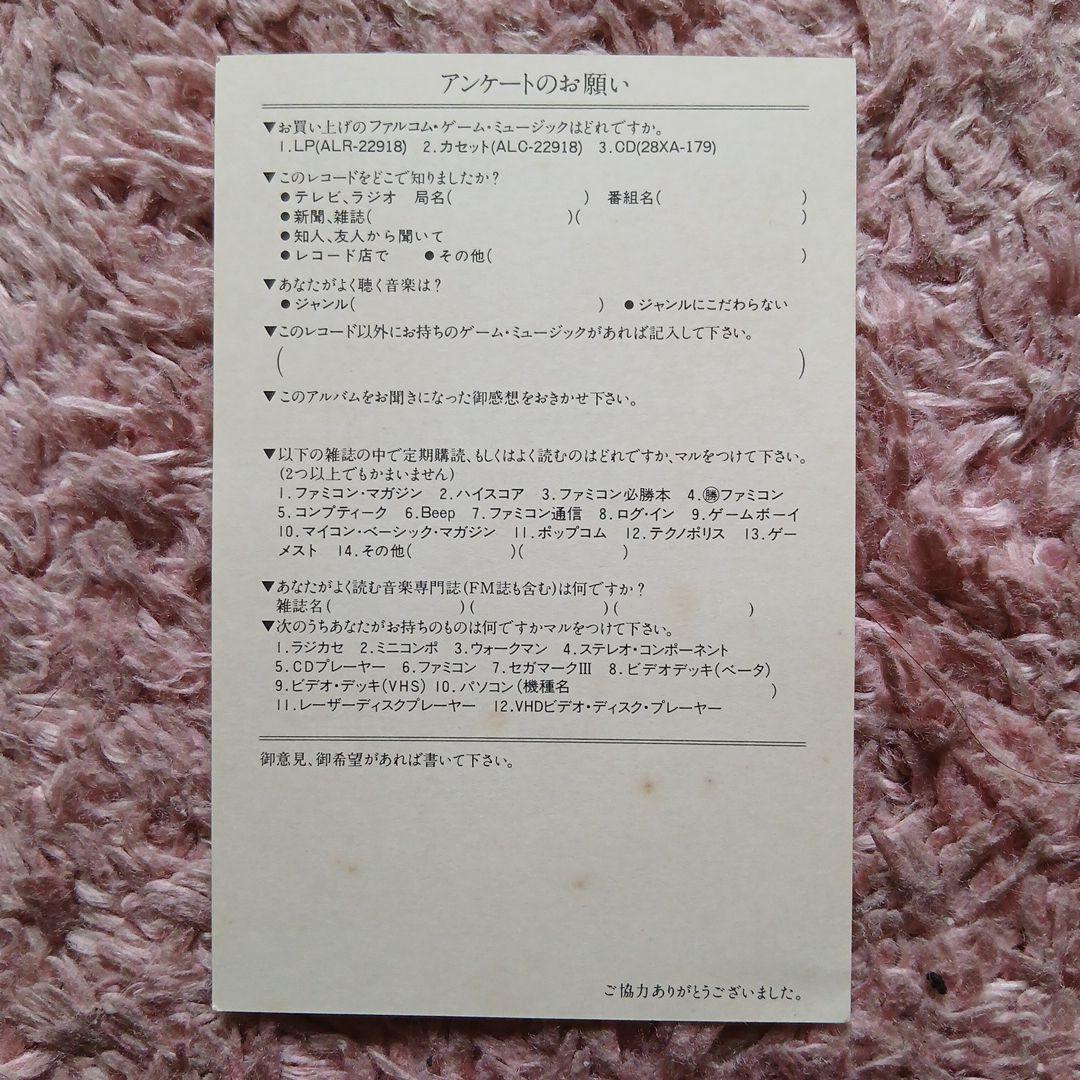 アンケートのお願い
▼お買い上げのファルコム・ゲーム・ミュージックはどれですか。
1.LP(ALR-22918) 2.カセット(ALC-22918) 3.CD(28XA-179)
▼このレコードをどこで知りましたか?
●テレビ、ラジオ 局名( ) 番組名( )
●新聞、雑誌( )( )
●知人、友人から聞いて
●レコード店で ●その他( )
▼あなたがよく聴く音楽は?
●ジャンル( ) ●ジャンルにこだわらない
▼このレコード以外にお持ちのゲーム・ミュージックがあれば記入して下さい。
( )
▼このアルバムをお聞きになった御感想をおきかせ下さい。
▼以下の雑誌の中で定期購読、もしくはよく読むのはどれですか、マルをつけて下さい。
(2つ以上でもかまいません)
1.ファミコン・マガジン 2.ハイスコア 3.ファミコン必勝本 4.㊝ファミコン
5.コンプティーク 6.Beep 7.ファミコン通信 8.ログ・イン 9.ゲームボーイ
10.マイコン・ベーシック・マガジン 11.ポップコム 12.テクノポリス 13.ゲー
メスト 14.その他( )( )
▼あなたがよく読む音楽専門誌(FM誌も含む)は何ですか?
雑誌名( )( )( )
▼次のうちあなたがお持ちのものは何ですかマルをつけて下さい。
1.ラジカセ 2.ミニコンポ 3.ウォークマン 4.ステレオ・コンポーネント
5.CDプレーヤー 6.ファミコン 7.セガマークIII 8.ビデオデッキ(ベータ)
9.ビデオ・デッキ(VHS) 10.パソコン(機種名 )
11.レーザーディスクプレーヤー 12.VHDビデオ・ディスク・プレーヤー
御意見、御希望があれば書いて下さい。
ご協力ありがとうございました。